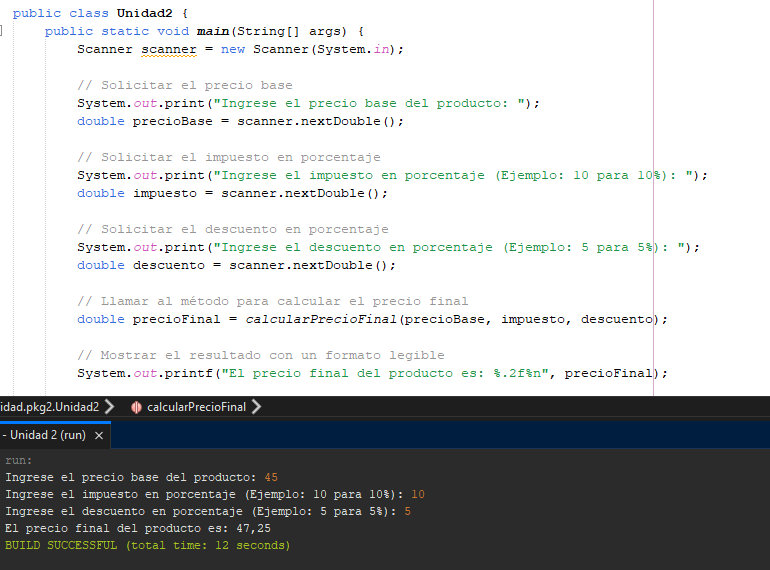 public class Unidad2 {
public static void main(String[] args) {
Scanner scanner = new Scanner(System.in);
// Solicitar el precio base
System.out.print("Ingrese el precio base del producto: ");
double precioBase = scanner.nextDouble();
// Solicitar el impuesto en porcentaje
System.out.print("Ingrese el impuesto en porcentaje (Ejemplo: 10 para 10%): ");
double impuesto = scanner.nextDouble();
// Solicitar el descuento en porcentaje
System.out.print("Ingrese el descuento en porcentaje (Ejemplo: 5 para 5%): ");
double descuento = scanner.nextDouble();
// Llamar al método para calcular el precio final
double precioFinal = calcularPrecioFinal(precioBase, impuesto, descuento);
// Mostrar el resultado con un formato legible
System.out.printf("El precio final del producto es: %.2f%n", precioFinal);
idad.pkg2.Unidad2 calcularPrecioFinal
- Unidad 2 (run) ×
run:
Ingrese el precio base del producto: 45
Ingrese el impuesto en porcentaje (Ejemplo: 10 para 10%): 10
Ingrese el descuento en porcentaje (Ejemplo: 5 para 5%): 5
El precio final del producto es: 47,25
BUILD SUCCESSFUL (total time: 12 seconds)